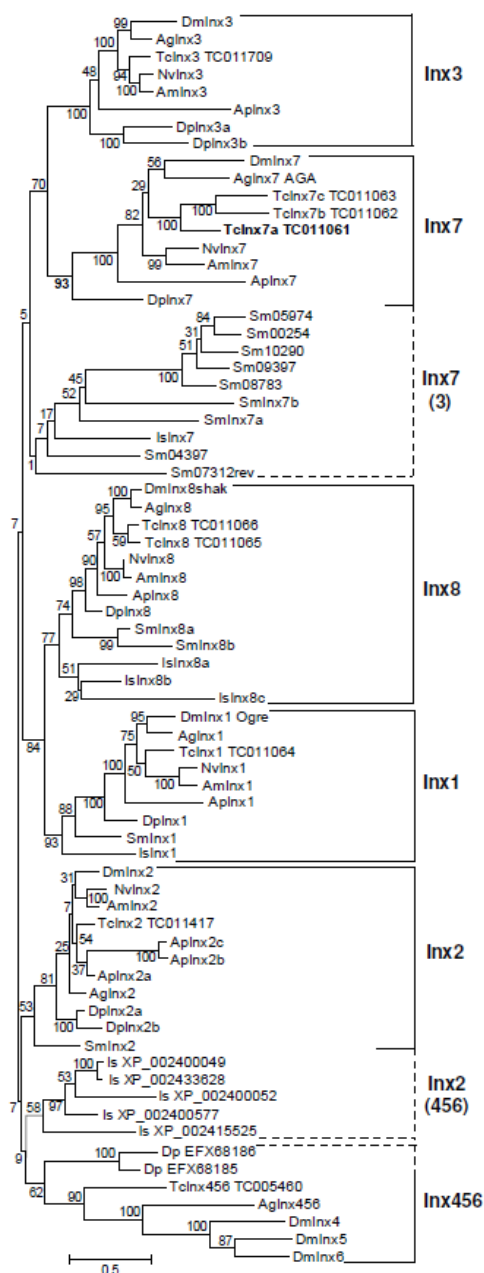 99
DmInx3
100
AgInx3
TcInx3 TC011709
48
94
NvInx3
100
AmInx3
ApInx3
100
DpInx3a
100
DpInx3b
Inx3
70
56
DmInx7
29
AgInx7 AGA
TcInx7c TC011063
82
100
TcInx7b TC011062
100
TcInx7a TC011061
NvInx7
99
AmInx7
100
ApInx7
93
DpInx7
Inx7
5
84
Sm05974
31
Sm00254
51
Sm10290
Sm09397
45
100
Sm08783
52
SmInx7b
17
SmInx7a
7
IsInx7
Sm04397
1
Sm07312rev
Inx7
(3)
7
100
DmInx8shak
95
AgInx8
TcInx8 TC011066
57
59
TcInx8 TC011065
90
NvInx8
100
AmInx8
98
ApInx8
DpInx8
74
SmInx8a
99
SmInx8b
77
IsInx8a
51
IsInx8b
29
IsInx8c
Inx8
84
95
DmInx1 Ogre
75
AgInx1
TcInx1 TC011064
100
50
NvInx1
100
AmInx1
88
100
ApInx1
DpInx1
93
SmInx1
IsInx1
Inx1
31
DmInx2
NvInx2
7
100
AmInx2
TcInx2 TC011417
25
54
ApInx2c
100
ApInx2b
37
ApInx2a
81
AgInx2
DpInx2a
100
DpInx2b
53
SmInx2
Inx2
100
Is XP_002400049
53
Is XP_002433628
Is XP_002400052
58
97
Is XP_002400577
Is XP_002415525
Inx2
(456)
7
9
100
Dp EFX68186
Dp EFX68185
62
TcInx456 TC005460
90
AgInx456
100
DmInx4
100
DmInx5
87
DmInx6
Inx456
0.5